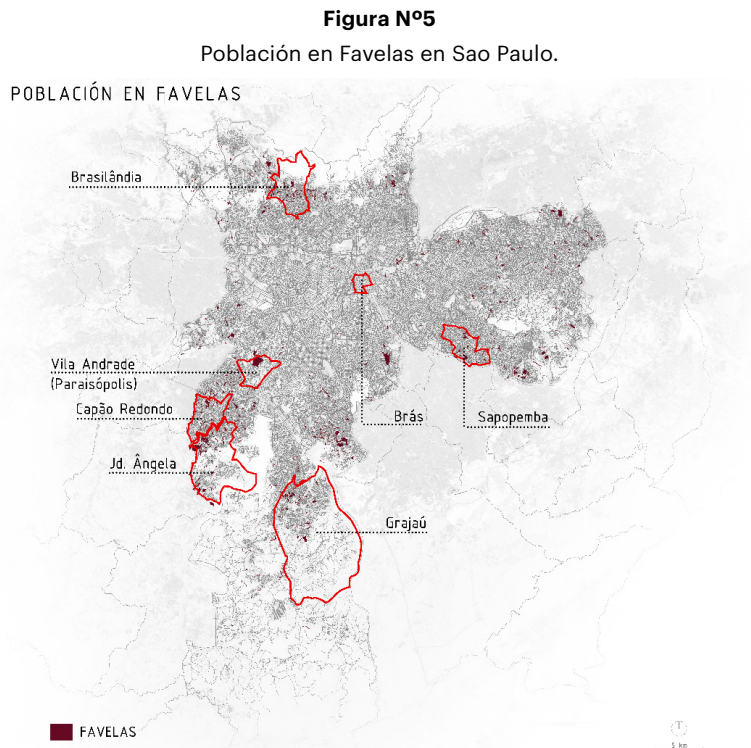 Figura Nº5
Población en Favelas en Sao Paulo.
POBLACIÓN EN FAVELAS
Brasilândia
Vila Andrade
(Paraisópolis)
Capão Redondo
Brás
Sapopemba
Jd. Ângela
Grajaú
FAVELAS
5 km